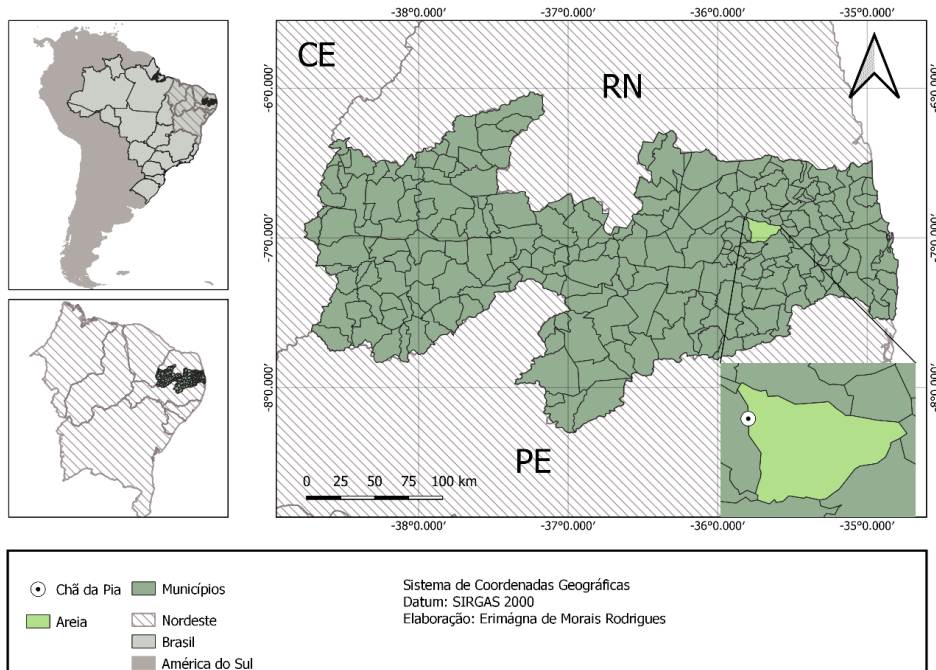 -38°0.000′ -37°0.000′ -36°0.000′ -35°0.000′
CE
RN
-6°0.000′ -6°0.000′
-7°0.000′ -7°0.000′
-8°0.000′ -8°0.000′
PE
0 25 50 75 100 km
-38°0.000′ -37°0.000′ -36°0.000′ -35°0.000′
Chã da Pia
Areia
Municípios
Nordeste
Brasil
América do Sul
Sistema de Coordenadas Geográficas
Datum: SIRGAS 2000
Elaboração: Erimágna de Morais Rodrigues